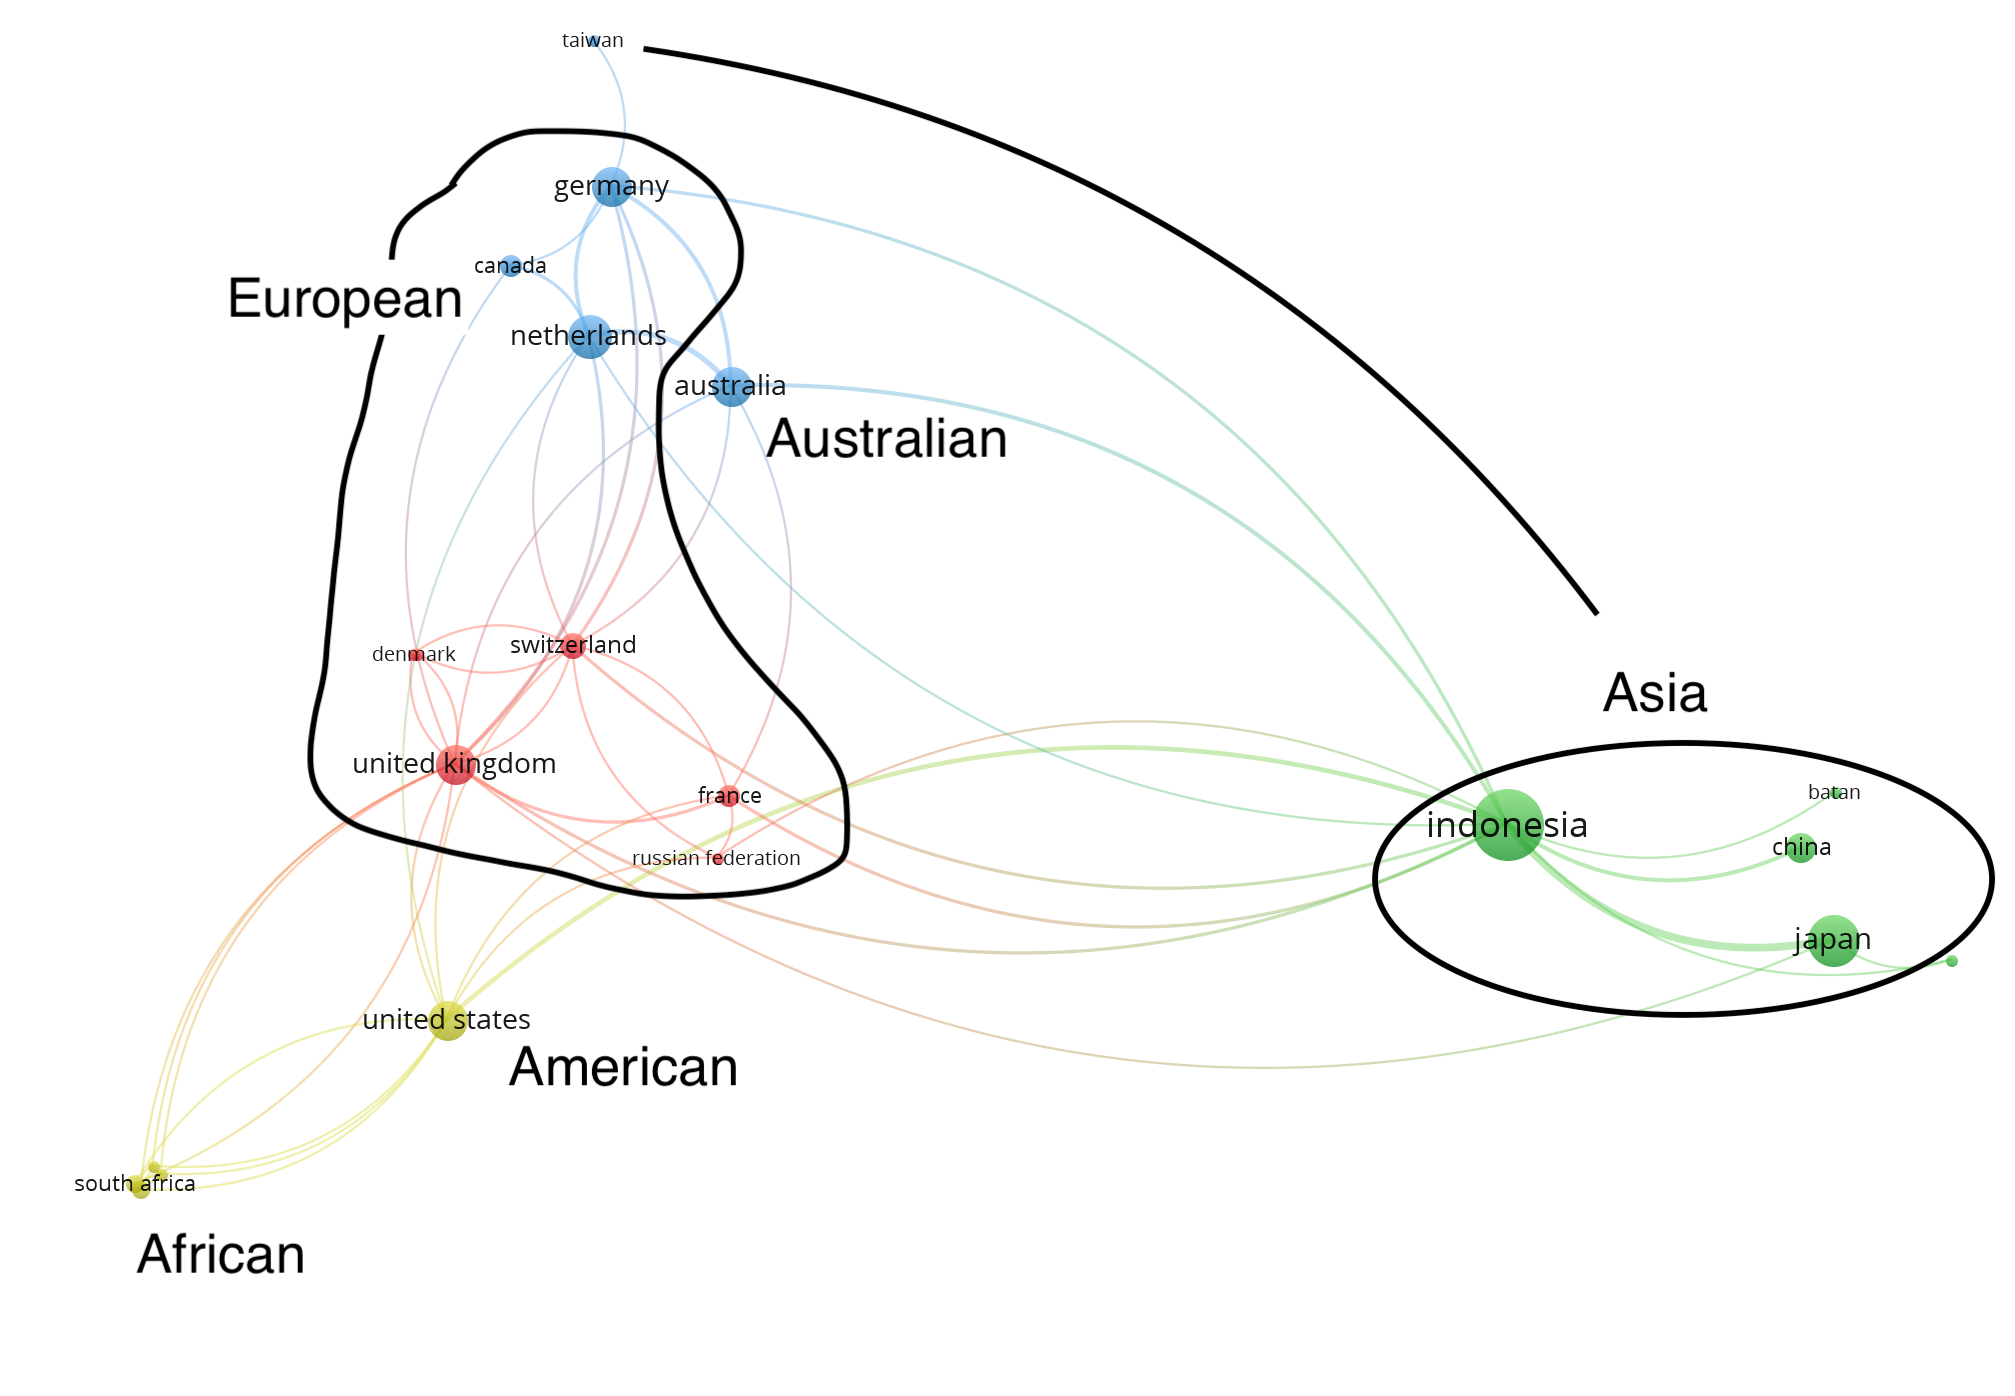 taiwan
germany
canada
European
netherlands
australia
Australian
denmark
switzerland
Asia
united kingdom
france
batan
indonesia
china
russian federation
japan
united states
American
south africa
African